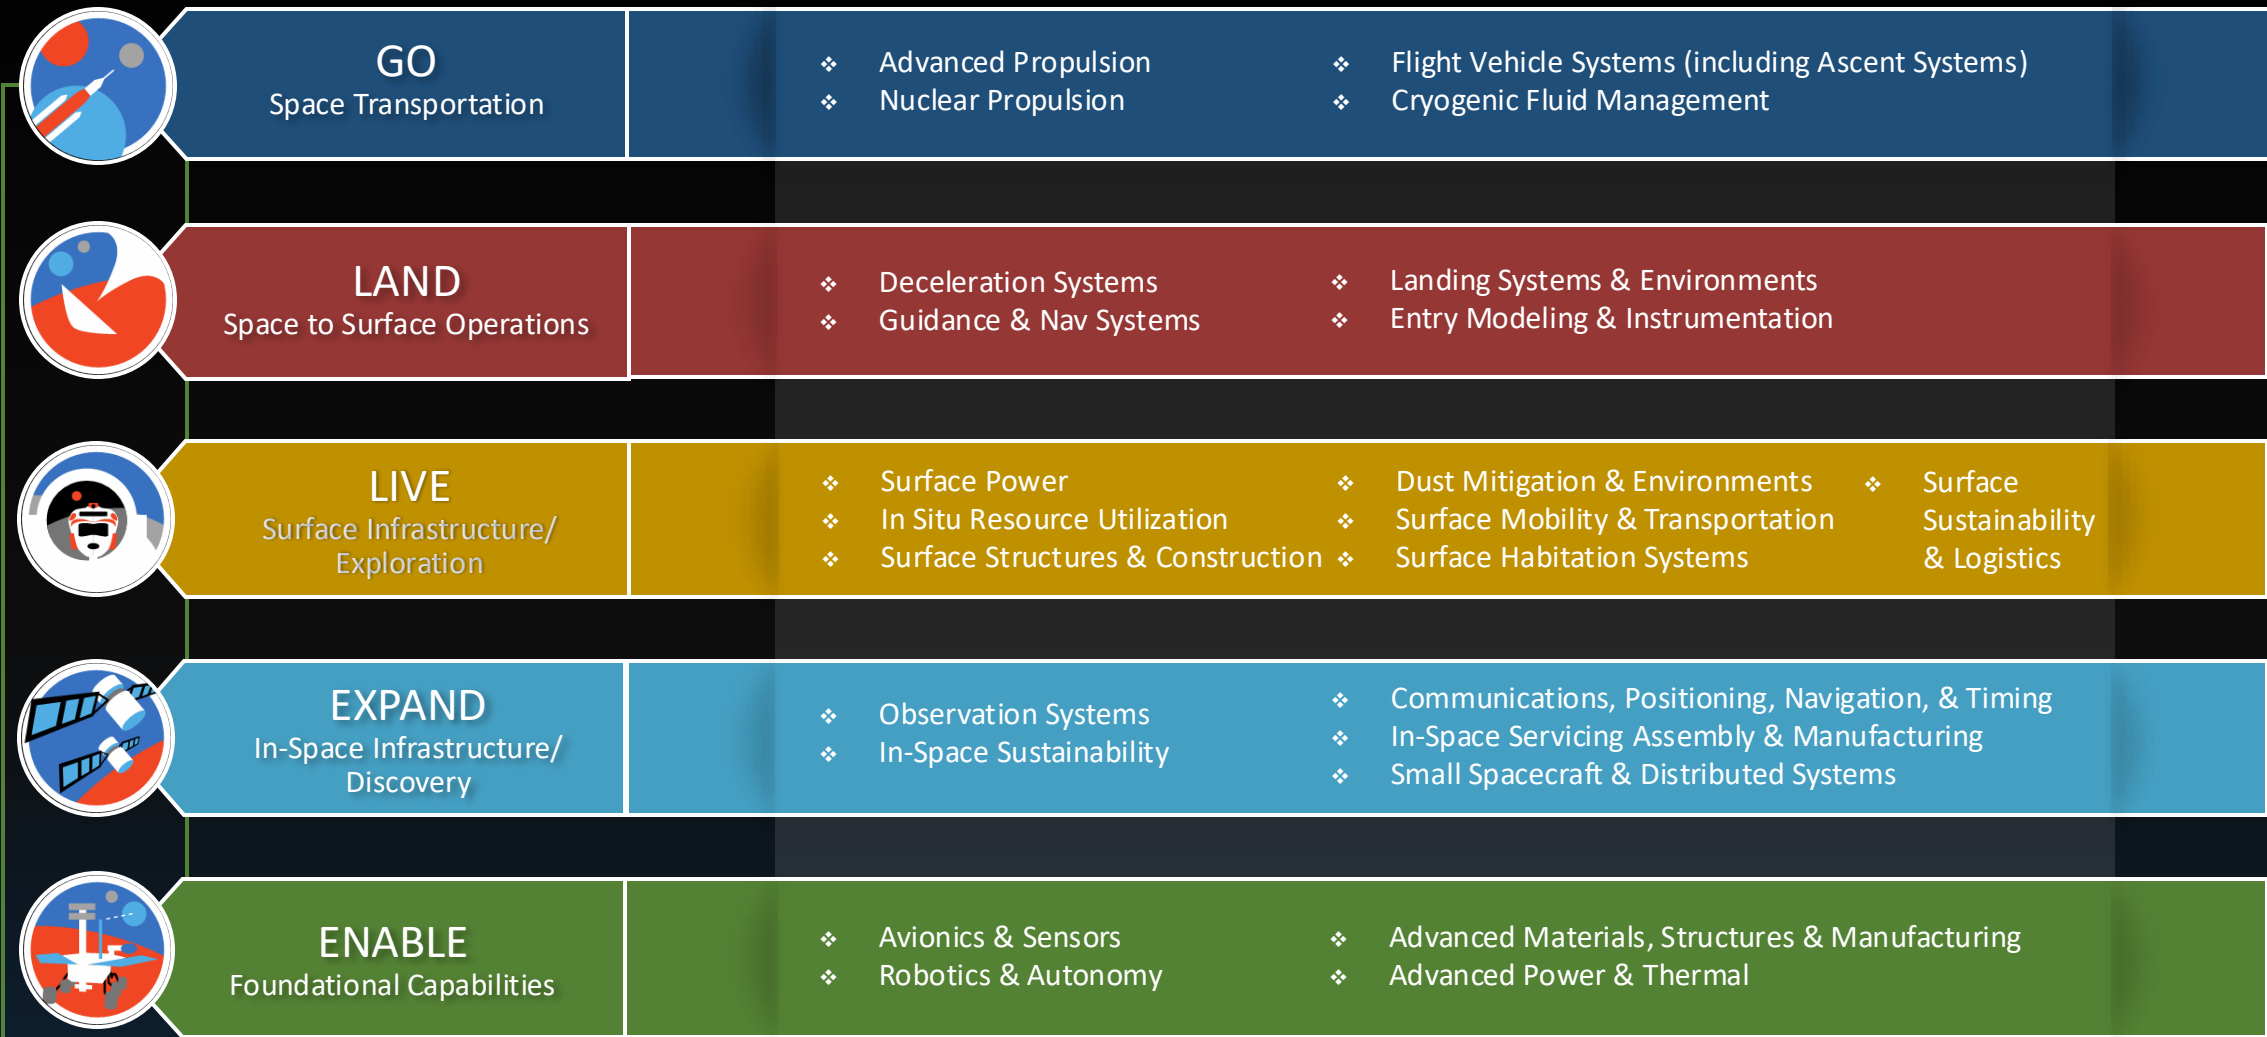 GO
Space Transportation
❖ Advanced Propulsion
❖ Nuclear Propulsion
❖ Flight Vehicle Systems (including Ascent Systems)
❖ Cryogenic Fluid Management
LAND
Space to Surface Operations
❖ Deceleration Systems
❖ Guidance & Nav Systems
❖ Landing Systems & Environments
❖ Entry Modeling & Instrumentation
LIVE
Surface Infrastructure/
Exploration
❖ Surface Power
❖ In Situ Resource Utilization
❖ Surface Structures & Construction
❖ Dust Mitigation & Environments
❖ Surface Mobility & Transportation
❖ Surface Habitation Systems
❖ Surface
Sustainability
& Logistics
EXPAND
In-Space Infrastructure/
Discovery
❖ Observation Systems
❖ In-Space Sustainability
❖ Communications, Positioning, Navigation, & Timing
❖ In-Space Servicing Assembly & Manufacturing
❖ Small Spacecraft & Distributed Systems
ENABLE
Foundational Capabilities
❖ Avionics & Sensors
❖ Robotics & Autonomy
❖ Advanced Materials, Structures & Manufacturing
❖ Advanced Power & Thermal